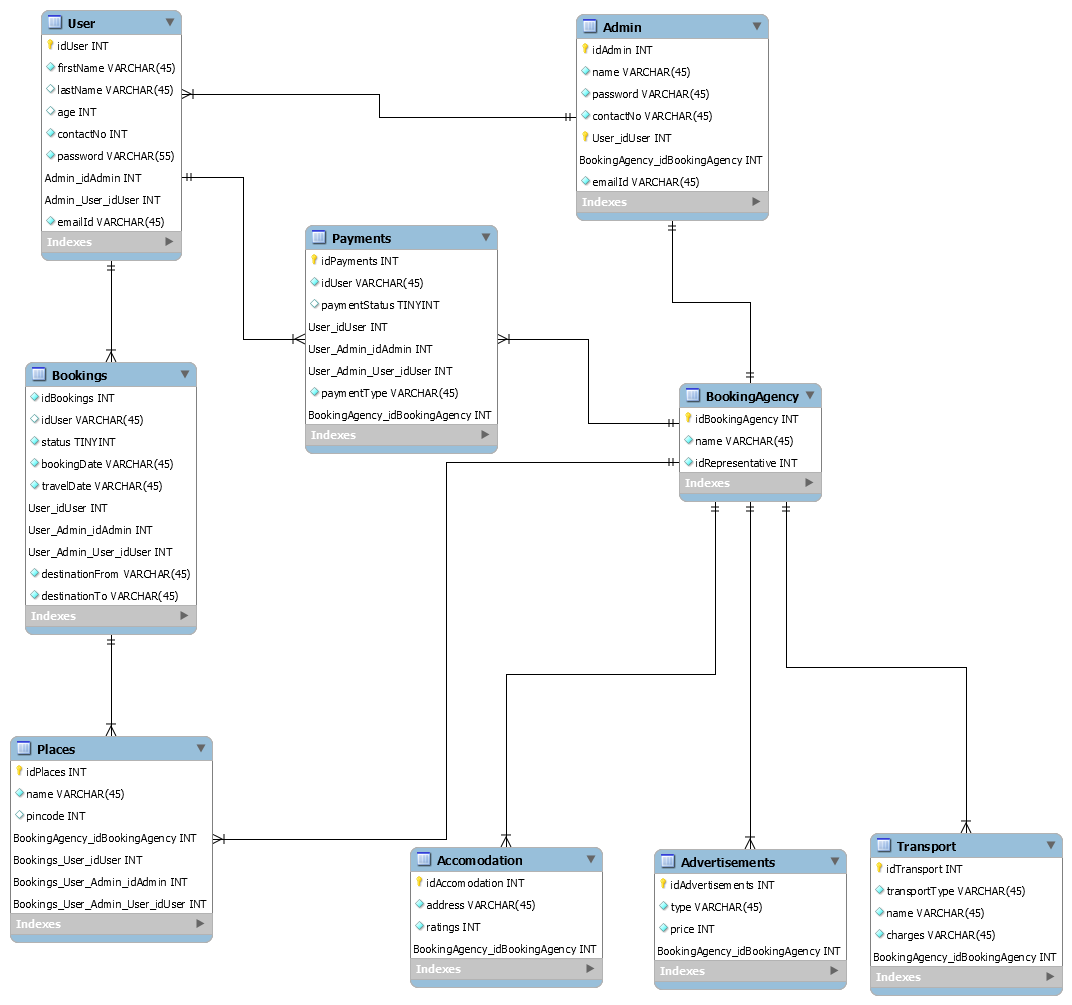 User
idUser INT
firstName VARCHAR(45)
lastName VARCHAR(45)
age INT
contactNo INT
password VARCHAR(55)
Admin_idAdmin INT
Admin_User_idUser INT
emailId VARCHAR(45)
Indexes
Admin
idAdmin INT
name VARCHAR(45)
password VARCHAR(45)
contactNo VARCHAR(45)
User_idUser INT
BookingAgency_idBookingAgency INT
emailId VARCHAR(45)
Indexes
Payments
idPayments INT
idUser VARCHAR(45)
paymentStatus TINYINT
User_idUser INT
User_Admin_idAdmin INT
User_Admin_User_idUser INT
paymentType VARCHAR(45)
BookingAgency_idBookingAgency INT
Indexes
Bookings
idBookings INT
idUser VARCHAR(45)
status TINYINT
bookingDate VARCHAR(45)
travelDate VARCHAR(45)
User_idUser INT
User_Admin_idAdmin INT
User_Admin_User_idUser INT
destinationFrom VARCHAR(45)
destinationTo VARCHAR(45)
Indexes
BookingAgency
idBookingAgency INT
name VARCHAR(45)
idRepresentative INT
Indexes
Places
idPlaces INT
name VARCHAR(45)
pincode INT
BookingAgency_idBookingAgency INT
Bookings_User_idUser INT
Bookings_User_Admin_idAdmin INT
Bookings_User_Admin_User_idUser INT
Indexes
Accomodation
idAccomodation INT
address VARCHAR(45)
ratings INT
BookingAgency_idBookingAgency INT
Indexes
Advertisements
idAdvertisements INT
type VARCHAR(45)
price INT
BookingAgency_idBookingAgency INT
Indexes
Transport
idTransport INT
transportType VARCHAR(45)
name VARCHAR(45)
charges VARCHAR(45)
BookingAgency_idBookingAgency INT
Indexes